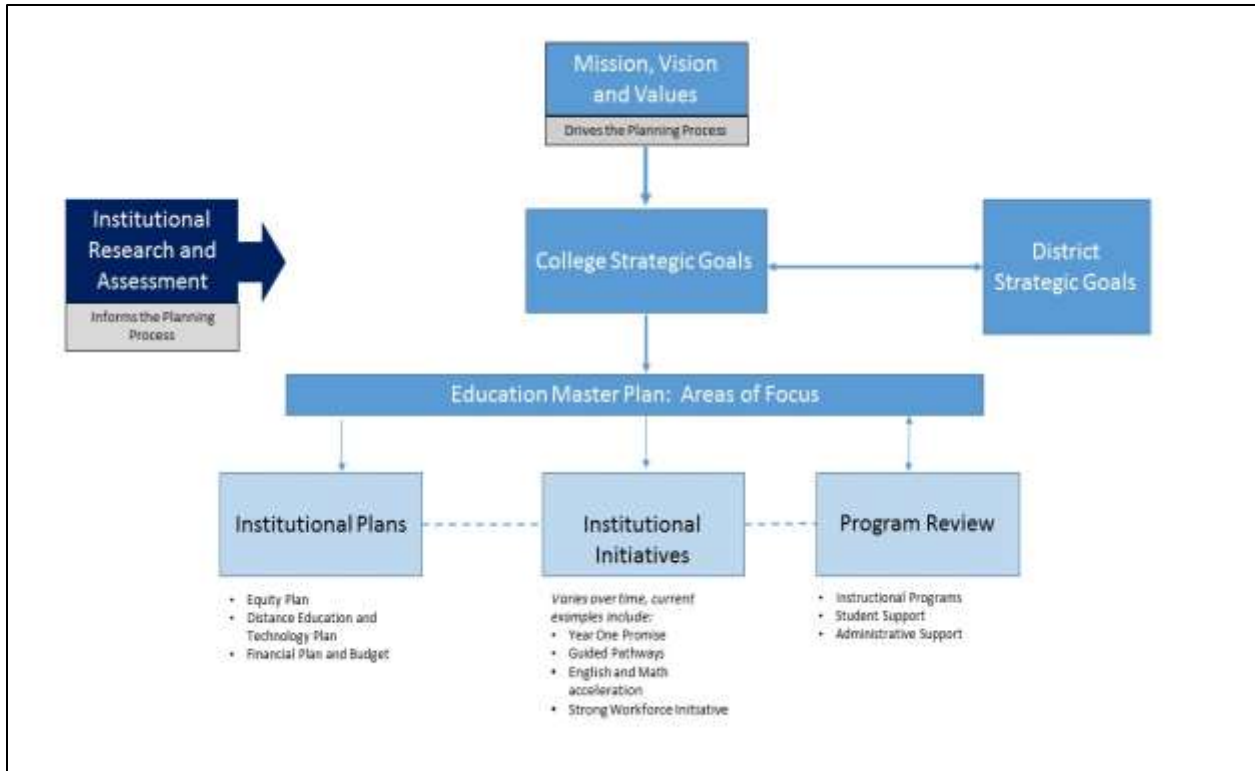 Mission, Vision
and Values
Drives the Planning Process
Institutional
Research and
Assessment
Informs the Planning
Process
College Strategic Goals
District
Strategic Goals
Education Master Plan: Areas of Focus
Institutional Plans
• Equity Plan
• Distance Education and
Technology Plan
• Financial Plan and Budget
Institutional
Initiatives
Varies over time, current
examples include:
• Year One Promise
• Guided Pathways
• English and Math
acceleration
• Strong Workforce Initiative
Program Review
• Instructional Programs
• Student Support
• Administrative Support